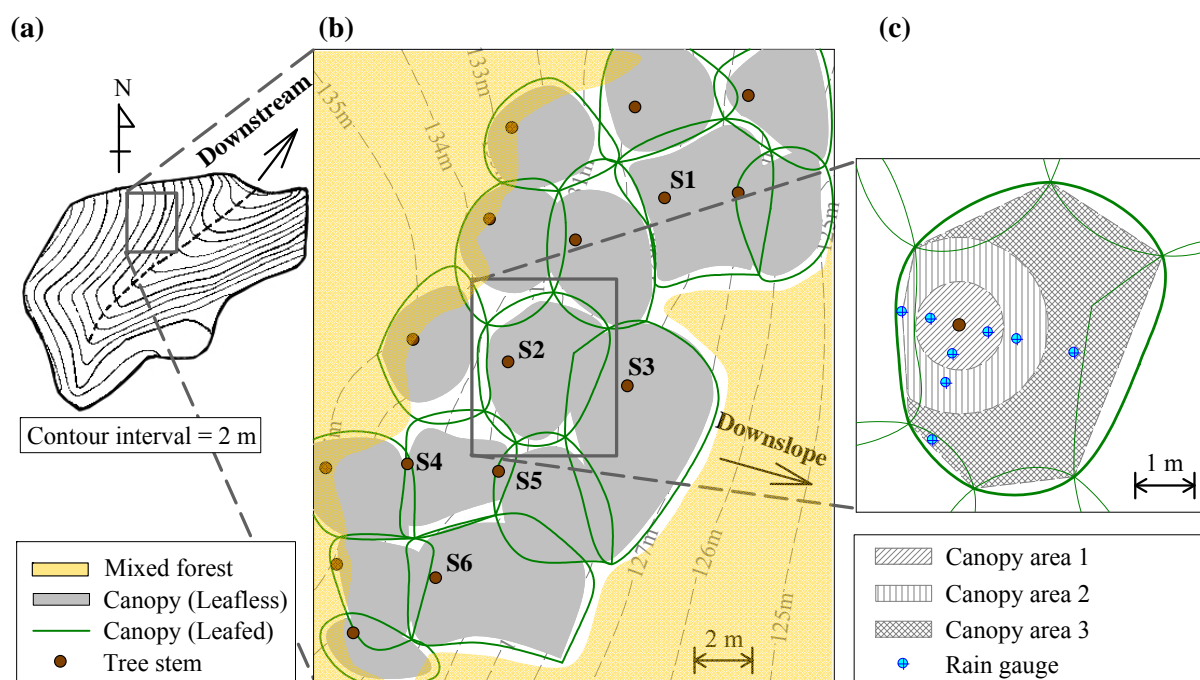 (a)
N
Downstream
Contour interval = 2 m
Mixed forest
Canopy (Leafless)
Canopy (Leafed)
Tree stem
(b)
133m
135m
134m
S1
S2
S3
S4
S5
S6
Downslope
127m
126m
125m
2 m
(c)
1 m
Canopy area 1
Canopy area 2
Canopy area 3
Rain gauge